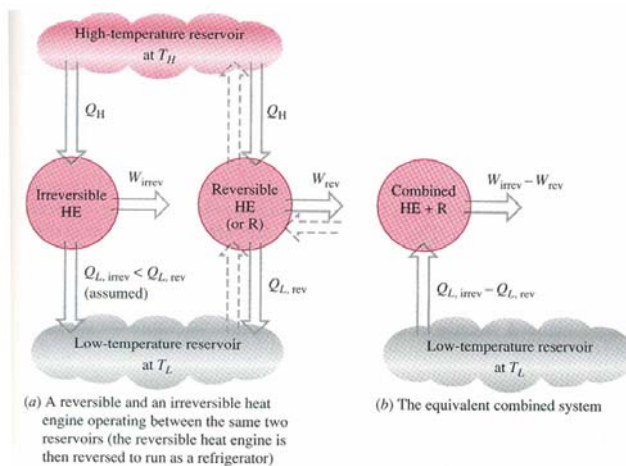 High-temperature reservoir
at T_H
Q_H
Q_H
W_irrev
W_rev
W_irrev – W_rev
Irreversible
HE
Reversible
HE
(or R)
Combined
HE + R
Q_L, irrev < Q_L, rev
(assumed)
Q_L, rev
Q_L, irrev – Q_L, rev
Low-temperature reservoir
at T_L
Low-temperature reservoir
at T_L
(a) A reversible and an irreversible heat
engine operating between the same two
reservoirs (the reversible heat engine is
then reversed to run as a refrigerator)
(b) The equivalent combined system